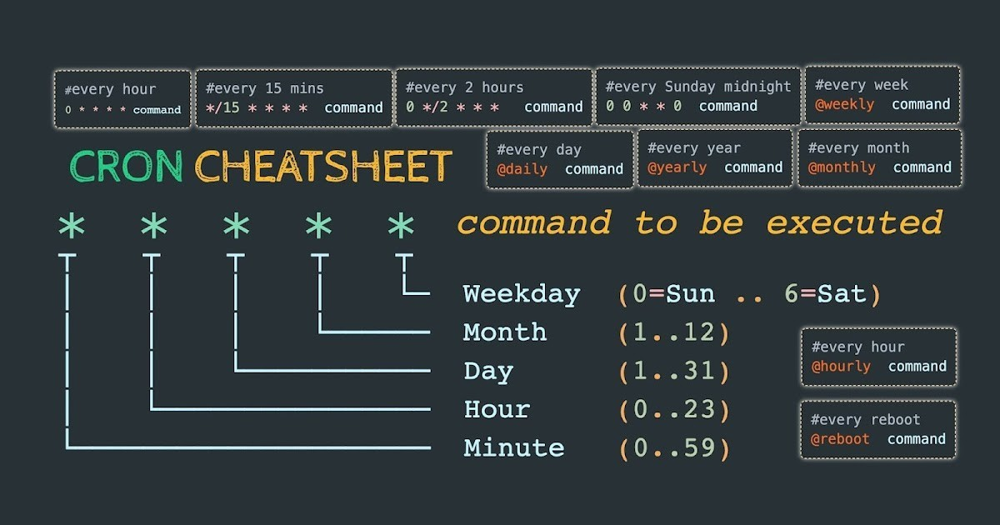 #every hour
0 * * * * command
#every 15 mins
*/15 * * * * command
#every 2 hours
0 */2 * * * command
#every Sunday midnight
0 0 * * 0 command
#every week
@weekly command
CRON CHEATSHEET
#every day
@daily command
#every year
@yearly command
#every month
@monthly command
* * * * * command to be executed
Weekday (0=Sun .. 6=Sat)
Month (1..12)
Day (1..31)
Hour (0..23)
Minute (0..59)
#every hour
@hourly command
#every reboot
@reboot command